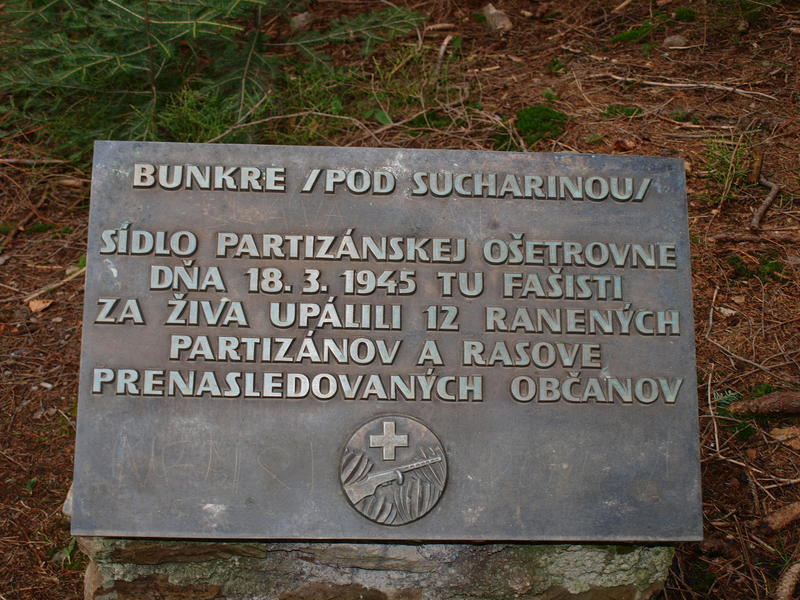 BUNKRE /POD SUCHARINOU/
SÍDLO PARTIZÁNSKEJ OŠETROVNE
DŇA 18. 3. 1945 TU FAŠISTI
ZA ŽIVA UPÁLILI 12 RANENÝCH
PARTIZÁNOV A RASOVE
PRENASLEDOVANÝCH OBČANOV